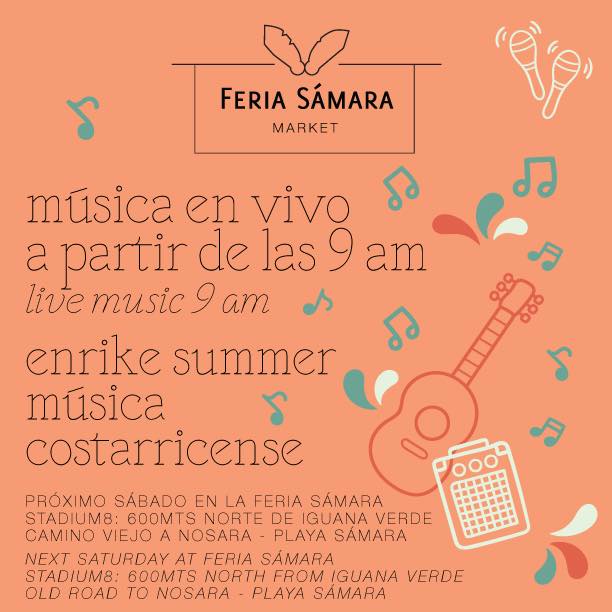 FERIA SÁMARA
MARKET
música en vivo
a partir de las 9 am
live music 9 am
enrike summer
música
costarricense
PRÓXIMO SÁBADO EN LA FERIA SÁMARA
STADIUM8: 600MTS NORTE DE IGUANA VERDE
CAMINO VIEJO A NOSARA - PLAYA SÁMARA
NEXT SATURDAY AT FERIA SÁMARA
STADIUM8: 600MTS NORTH FROM IGUANA VERDE
OLD ROAD TO NOSARA - PLAYA SÁMARA